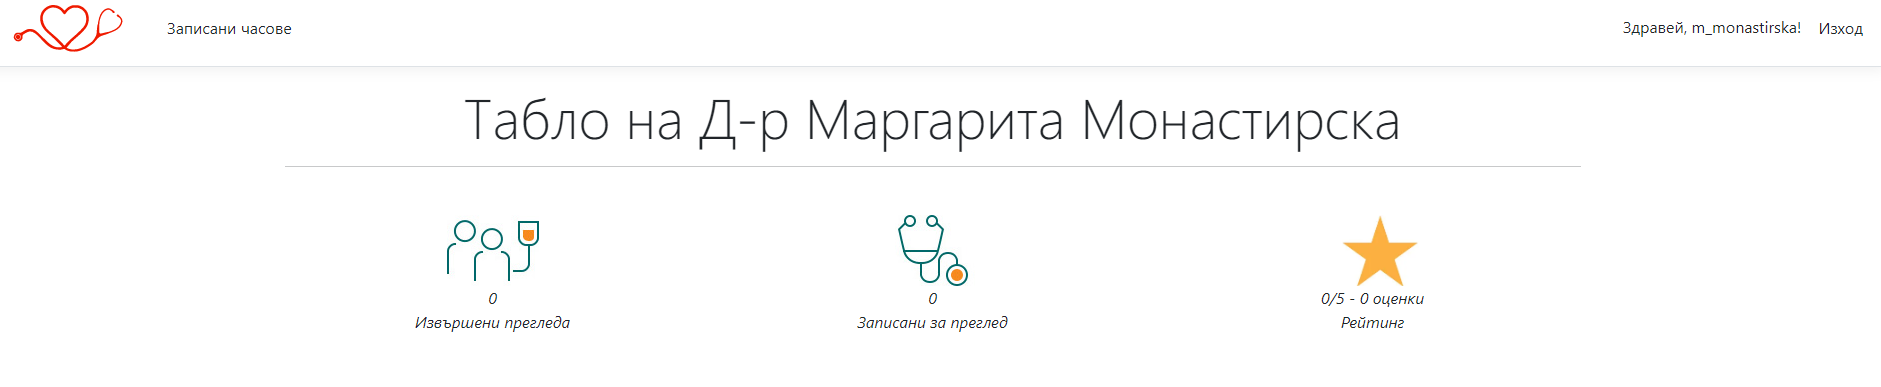 Записани часове
Здравей, m_monastirska!
Изход
Табло на Д-р Маргарита Монастирска
0
Извършени прегледа
0
Записани за преглед
0/5 - 0 оценки
Рейтинг